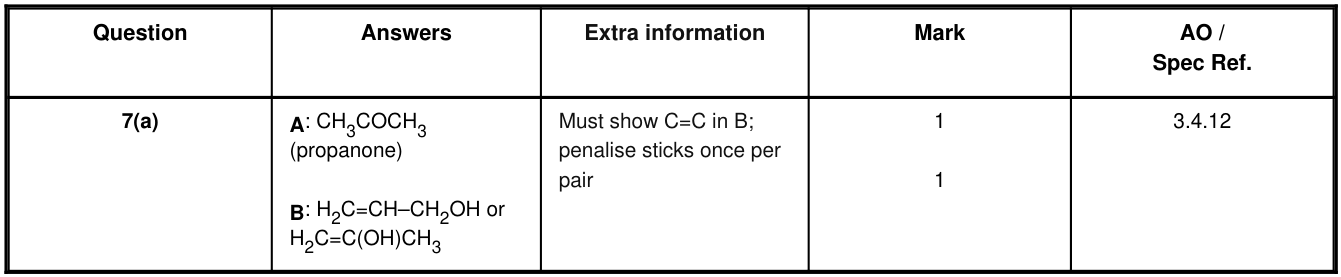 Question Answers Extra information Mark AO /
Spec Ref.
7(a) A: CH₃COCH₃ Must show C=C in B; 1 3.4.12
(propanone) penalise sticks once per
pair 1
B: H₂C=CH–CH₂OH or
H₂C=C(OH)CH₃